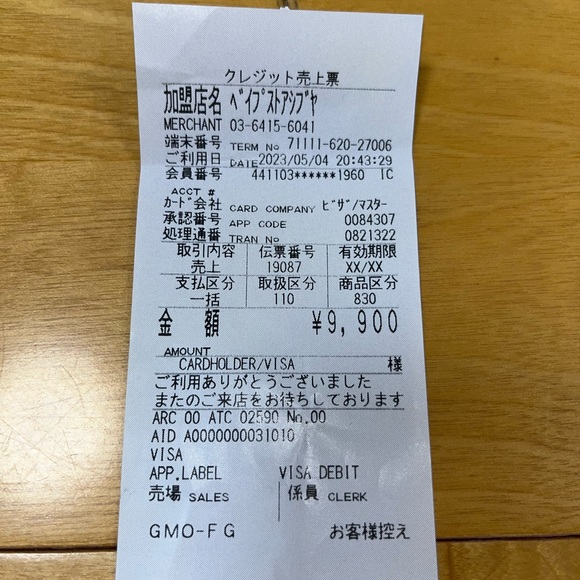 クレジット売上票
加盟店名 ﾍﾞｲﾌﾟｽﾄｱｼﾌﾞﾔ
MERCHANT 03-6415-6041
端末番号 TERM No 71111-620-27006
ご利用日 DATE 2023/05/04 20:43:29
会員番号 441103******1960 IC
ACCT #
ｶｰﾄﾞ会社 CARD COMPANY ﾋﾞｻﾞ/ﾏｽﾀｰ
承認番号 APP CODE 0084307
処理通番 TRAN No 0821322
取引内容 伝票番号 有効期限
売上 19087 XX/XX
支払区分 取扱区分 商品区分
一括 110 830
金 額 ¥9,900
AMOUNT
CARDHOLDER/VISA 様
ご利用ありがとうございました
またのご来店をお待ちしております
ARC 00 ATC 02590 No.00
AID A0000000031010
VISA
APP.LABEL VISA DEBIT
売場 SALES 係員 CLERK
GMO-FG お客様控え